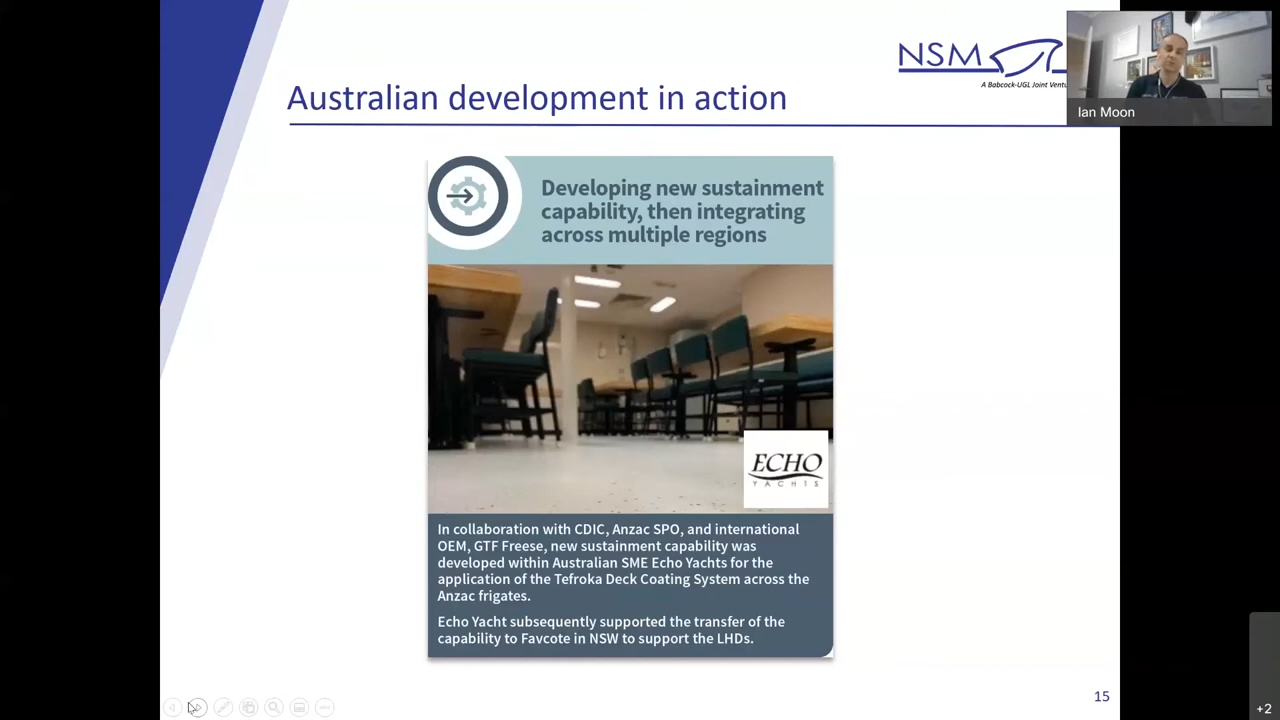 NSM
A Babcock-UGL Joint Ventu
Ian Moon
Australian development in action
Developing new sustainment
capability, then integrating
across multiple regions
ECHO
YACHTS
In collaboration with CDIC, Anzac SPO, and international
OEM, GTF Freese, new sustainment capability was
developed within Australian SME Echo Yachts for the
application of the Tefroka Deck Coating System across the
Anzac frigates.
Echo Yacht subsequently supported the transfer of the
capability to Favcote in NSW to support the LHDs.
15
+2